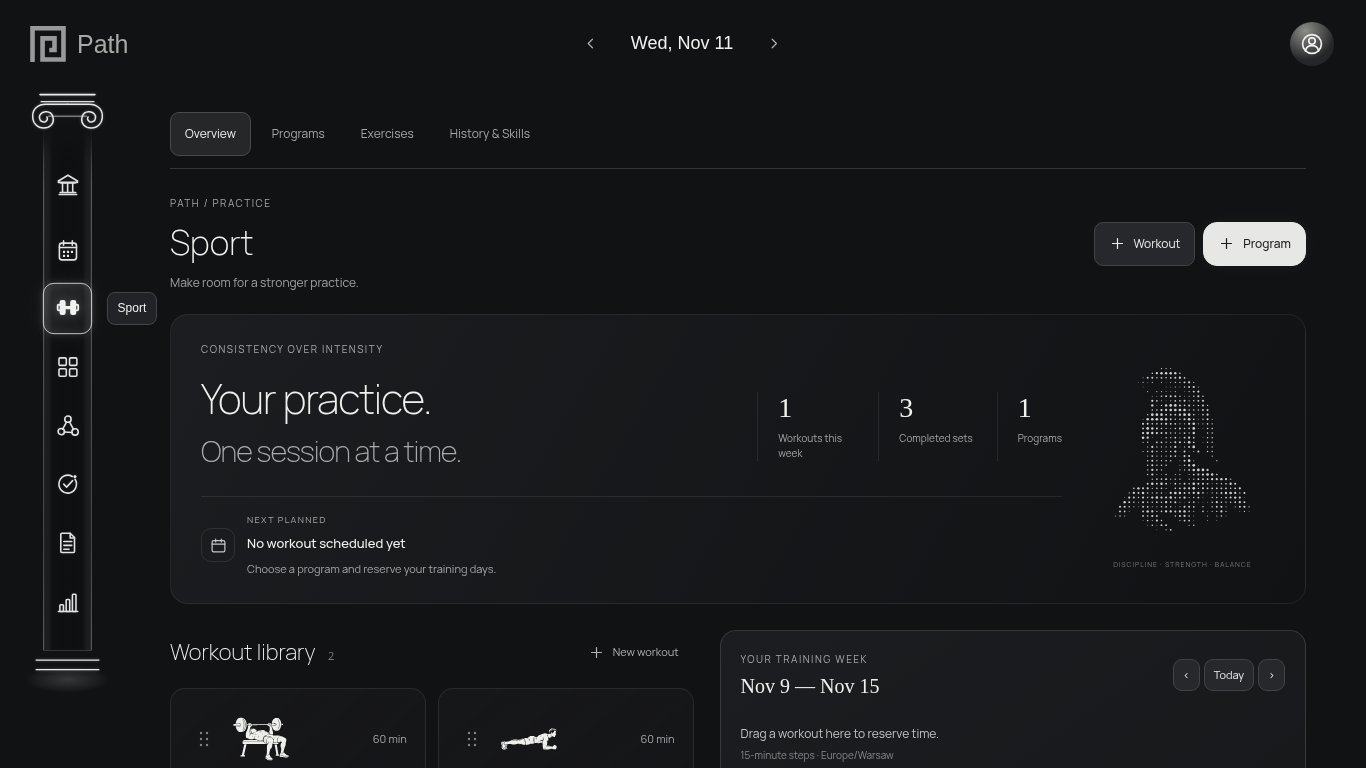 Path
Wed, Nov 11
Overview
Programs
Exercises
History & Skills
PATH / PRACTICE
Sport
Make room for a stronger practice.
Workout
Program
Sport
CONSISTENCY OVER INTENSITY
Your practice.
One session at a time.
1
Workouts this
week
3
Completed sets
1
Programs
NEXT PLANNED
No workout scheduled yet
Choose a program and reserve your training days.
DISCIPLINE · STRENGTH · BALANCE
Workout library 2
New workout
60 min
60 min
YOUR TRAINING WEEK
Nov 9 — Nov 15
Today
Drag a workout here to reserve time.
15-minute steps · Europe/Warsaw